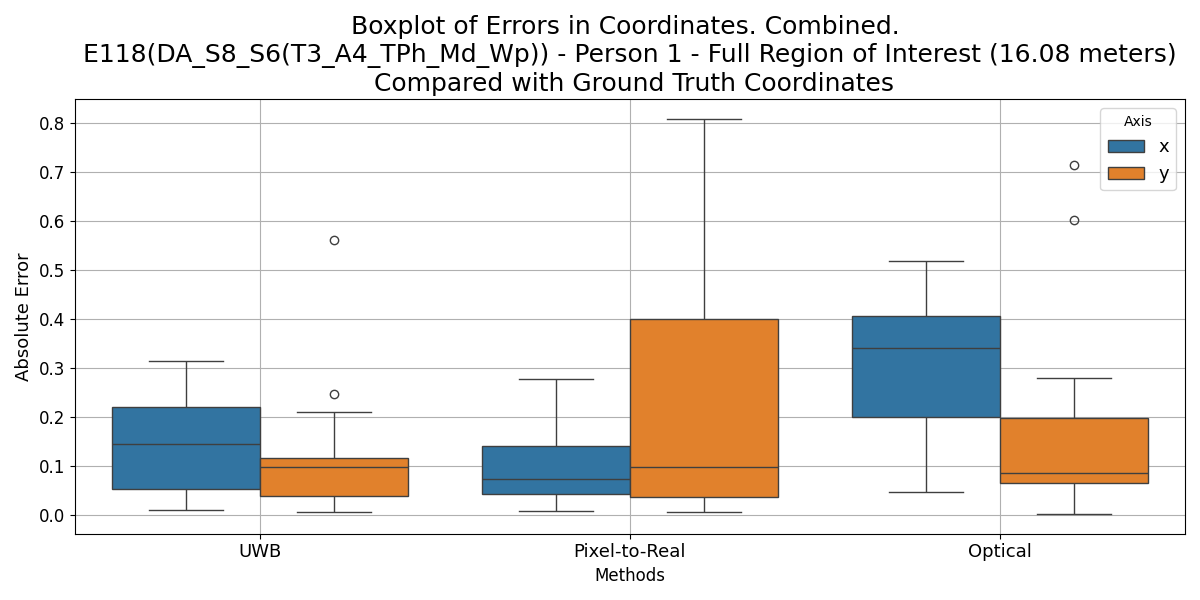 Boxplot of Errors in Coordinates. Combined.
E118(DA_S8_S6(T3_A4_TPh_Md_Wp)) - Person 1 - Full Region of Interest (16.08 meters)
Compared with Ground Truth Coordinates
Axis
x
y
Absolute Error
0.8
0.7
0.6
0.5
0.4
0.3
0.2
0.1
0.0
UWB
Pixel-to-Real
Optical
Methods